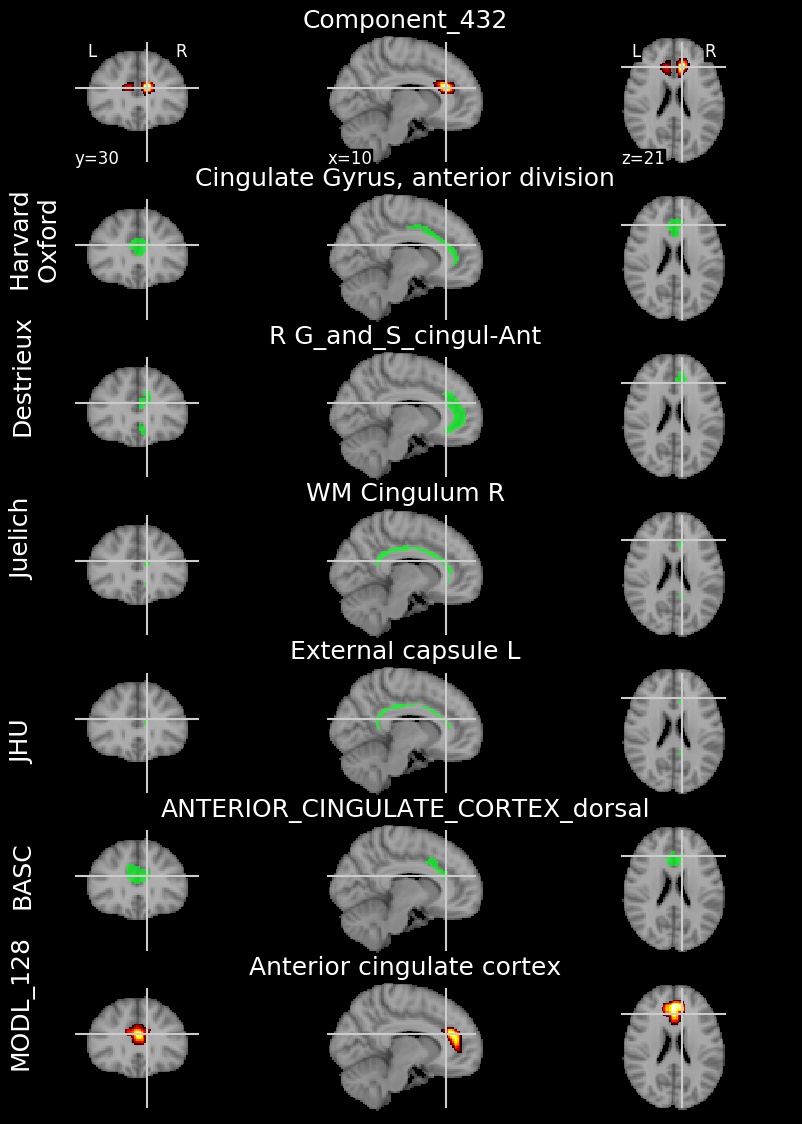 Component_432
L R
L R
y=30
x=10
z=21
Cingulate Gyrus, anterior division
Harvard
Oxford
R G_and_S_cingul-Ant
Destrieux
WM Cingulum R
Juelich
External capsule L
JHU
ANTERIOR_CINGULATE_CORTEX_dorsal
BASC
Anterior cingulate cortex
MODL_128